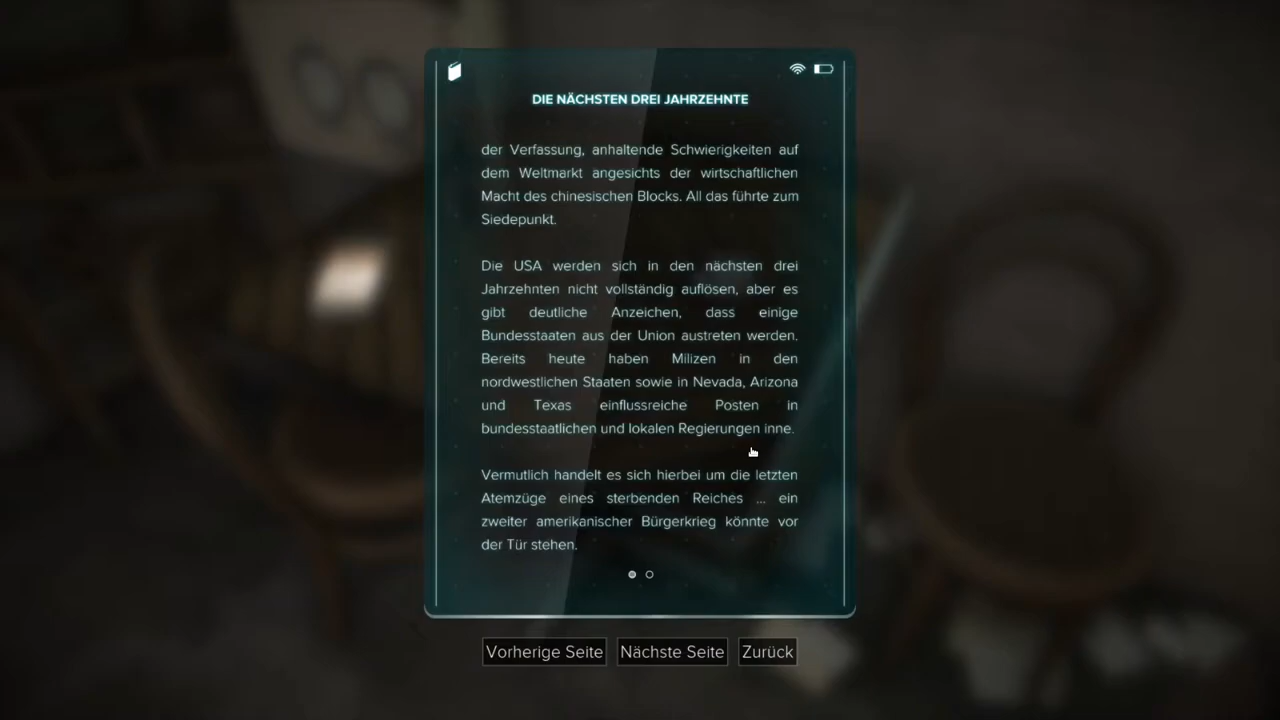 DIE NÄCHSTEN DREI JAHRZEHNTE
der Verfassung, anhaltende Schwierigkeiten auf
dem Weltmarkt angesichts der wirtschaftlichen
Macht des chinesischen Blocks. All das führte zum
Siedepunkt.
Die USA werden sich in den nächsten drei
Jahrzehnten nicht vollständig auflösen, aber es
gibt deutliche Anzeichen, dass einige
Bundesstaaten aus der Union austreten werden.
Bereits heute haben Milizen in den
nordwestlichen Staaten sowie in Nevada, Arizona
und Texas einflussreiche Posten in
bundesstaatlichen und lokalen Regierungen inne.
Vermutlich handelt es sich hierbei um die letzten
Atemzüge eines sterbenden Reiches ... ein
zweiter amerikanischer Bürgerkrieg könnte vor
der Tür stehen.
Vorherige Seite Nächste Seite Zurück